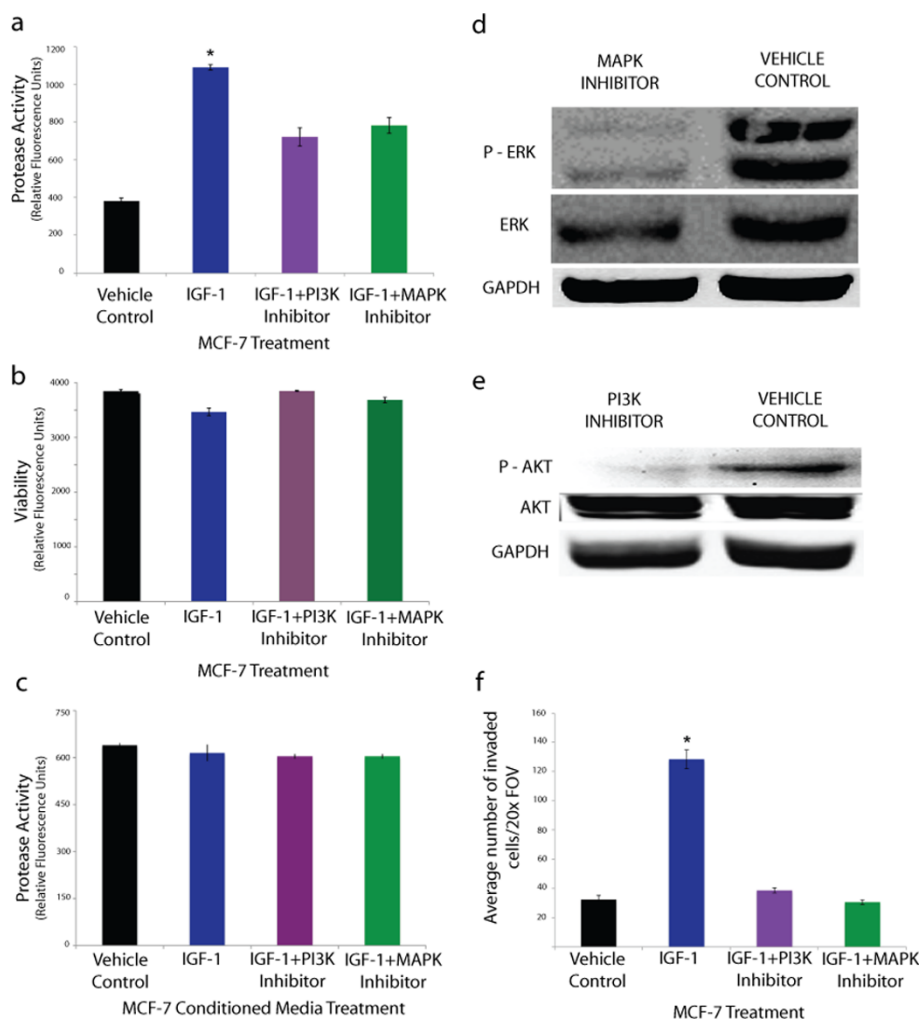 a
Protease Activity
(Relative Fluorescence Units)
1200
1000
800
600
400
200
0
*
Vehicle Control
IGF-1
IGF-1+PI3K Inhibitor
IGF-1+MAPK Inhibitor
MCF-7 Treatment
b
Viability
(Relative Fluorescence Units)
4000
3000
2000
1000
0
Vehicle Control
IGF-1
IGF-1+PI3K Inhibitor
IGF-1+MAPK Inhibitor
MCF-7 Treatment
c
Protease Activity
(Relative Fluorescence Units)
750
600
450
300
150
0
Vehicle Control
IGF-1
IGF-1+PI3K Inhibitor
IGF-1+MAPK Inhibitor
MCF-7 Conditioned Media Treatment
d
MAPK INHIBITOR
VEHICLE CONTROL
P - ERK
ERK
GAPDH
e
PI3K INHIBITOR
VEHICLE CONTROL
P - AKT
AKT
GAPDH
f
Average number of invaded
cells/20x FOV
160
140
120
100
80
60
40
20
*
Vehicle Control
IGF-1
IGF-1+PI3K Inhibitor
IGF-1+MAPK Inhibitor
MCF-7 Treatment